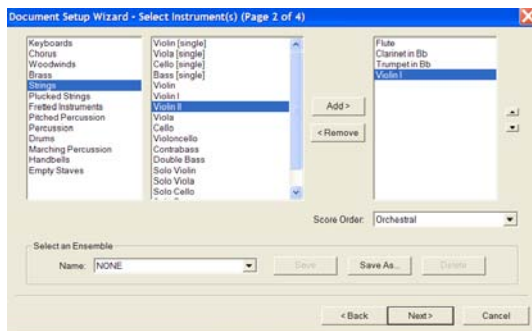 Document Setup Wizard - Select Instrument(s) (Page 2 of 4)
Keyboards
Chorus
Woodwinds
Brass
Strings
Plucked Strings
Fretted Instruments
Pitched Percussion
Percussion
Drums
Marching Percussion
Handbells
Empty Staves
Violin [single]
Viola [single]
Cello [single]
Bass [single]
Violin
Violin I
Violin II
Viola
Cello
Violoncello
Contrabass
Double Bass
Solo Violin
Solo Viola
Solo Cello
Add >
< Remove
Flute
Clarinet in Bb
Trumpet in Bb
Violin I
Score Order: Orchestral
Select an Ensemble
Name: NONE
Save
Save As...
Delete
< Back
Next >
Cancel